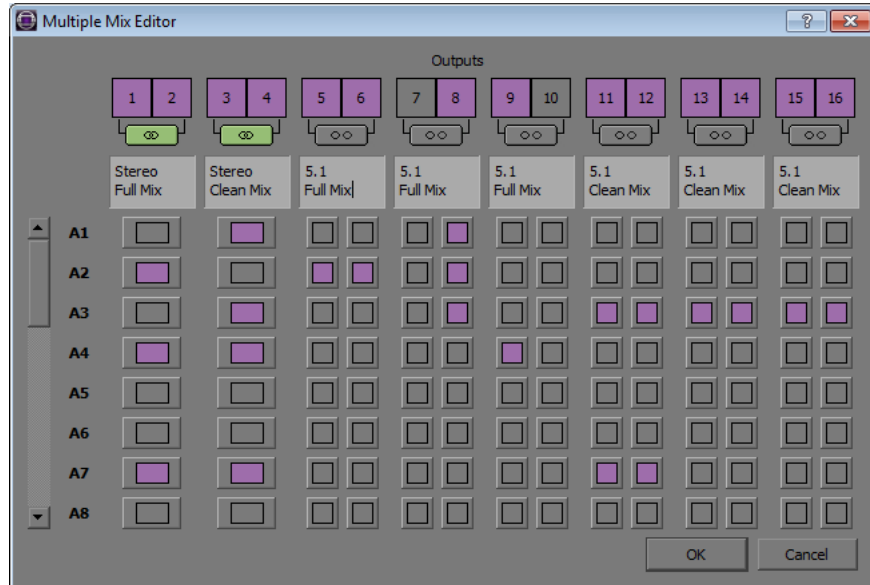 Multiple Mix Editor
Outputs
1 2 3 4 5 6 7 8 9 10 11 12 13 14 15 16
Stereo Stereo 5.1 5.1 5.1 5.1 5.1 5.1
Full Mix Clean Mix Full Mix Full Mix Full Mix Clean Mix Clean Mix Clean Mix
A1
A2
A3
A4
A5
A6
A7
A8
OK Cancel